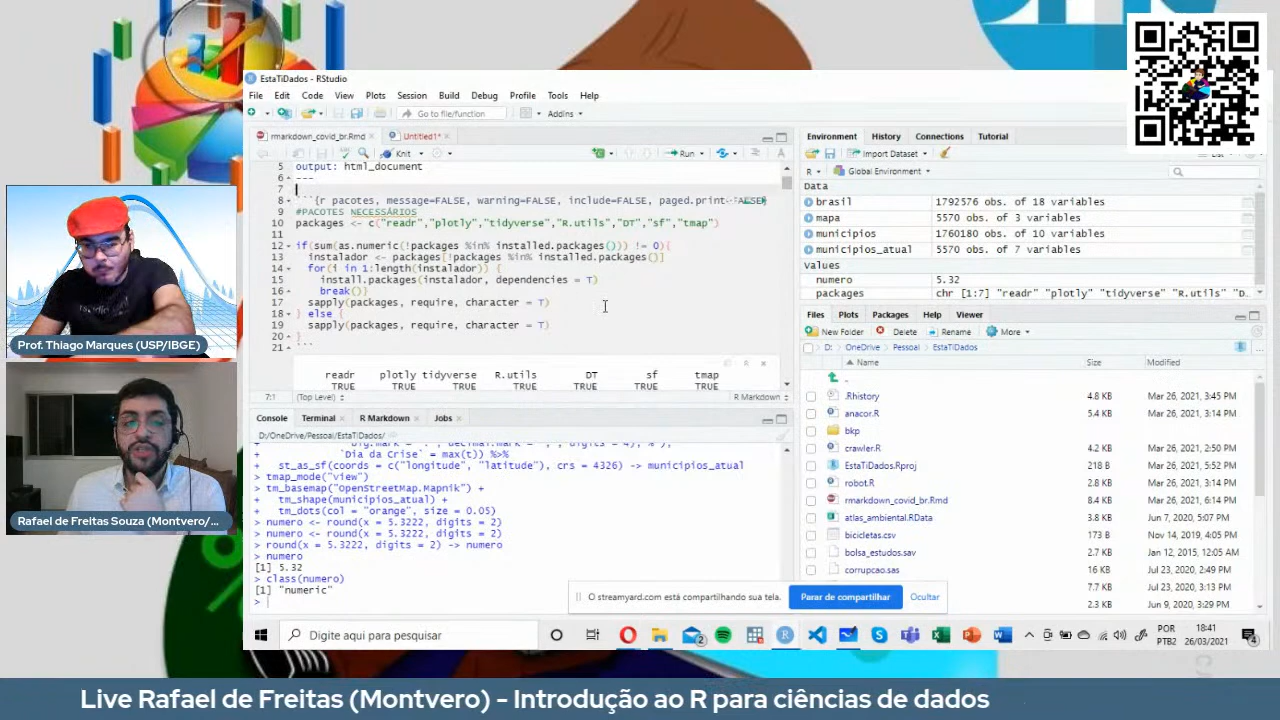 EstaTiDados - RStudio
File Edit Code View Plots Session Build Debug Profile Tools Help
Go to file/function Addins
rmarkdown_covid_br.Rmd Untitled1*
Knit Run
5 output: html_document
6 ---
7
8 ```{r pacotes, message=FALSE, warning=FALSE, include=FALSE, paged.print=FALSE}
9 #PACOTES NECESSÁRIOS
10 packages <- c("readr","plotly","tidyverse","R.utils","DT","sf","tmap")
11
12 if(sum(as.numeric(!packages %in% installed.packages())) != 0){
13 instalador <- packages[!packages %in% installed.packages()]
14 for(i in 1:length(instalador)) {
15 install.packages(instalador, dependencies = T)
16 break()}
17 sapply(packages, require, character = T)
18 } else {
19 sapply(packages, require, character = T)
20 }
21 ```
readr plotly tidyverse R.utils DT sf tmap
TRUE TRUE TRUE TRUE TRUE TRUE TRUE
7:1 (Top Level) R Markdown
Console Terminal R Markdown Jobs
D:/OneDrive/Pessoal/EstaTiDados/
+ big.mark = ".", decimal.mark = ",", digits = 4), %>%
+ `Dia da Crise` = max(t)) %>%
+ st_as_sf(coords = c("longitude", "latitude"), crs = 4326) -> municipios_atual
> tmap_mode("view")
> tm_basemap("OpenStreetMap.Mapnik") +
+ tm_shape(municipios_atual) +
+ tm_dots(col = "orange", size = 0.05)
> numero <- round(x = 5.3222, digits = 2)
> numero <- round(x = 5.3222, digits = 2)
> round(x = 5.3222, digits = 2) -> numero
> numero
[1] 5.32
> class(numero)
[1] "numeric"
>
Environment History Connections Tutorial
Import Dataset List
R Global Environment
Data
brasil 1792576 obs. of 18 variables
mapa 5570 obs. of 3 variables
municipios 1760180 obs. of 10 variables
municipios_atual 5570 obs. of 7 variables
Values
numero 5.32
packages chr [1:7] "readr" "plotly" "tidyverse" "R.utils" "D…
Files Plots Packages Help Viewer
New Folder Delete Rename More
D: OneDrive Pessoal EstaTiDados
Name Size Modified
..
.Rhistory 4.8 KB Mar 26, 2021, 3:45 PM
anacor.R 5.4 KB Mar 26, 2021, 3:14 PM
bkp
crawler.R 4.2 KB Mar 26, 2021, 2:50 PM
EstaTiDados.Rproj 218 B Mar 26, 2021, 5:52 PM
robot.R 2.8 KB Mar 26, 2021, 3:14 PM
rmarkdown_covid_br.Rmd 8.4 KB Mar 26, 2021, 6:14 PM
atlas_ambiental.RData 3.8 KB Jun 7, 2020, 5:07 PM
bicicletas.csv 173 B Nov 14, 2019, 4:05 PM
bolsa_estudos.sav 2.7 KB Jan 12, 2015, 12:05 AM
corrupcao.sas 16 KB Jul 23, 2020, 2:49 PM
7.7 KB Jul 23, 2020, 3:13 PM
2.3 KB Jun 9, 2020, 3:29 PM
Prof. Thiago Marques (USP/IBGE)
Rafael de Freitas Souza (Montvero/...
O streamyard.com está compartilhando sua tela. Parar de compartilhar Ocultar
Digite aqui para pesquisar
POR
PTB2
18:41
26/03/2021
Live Rafael de Freitas (Montvero) - Introdução ao R para ciências de dados